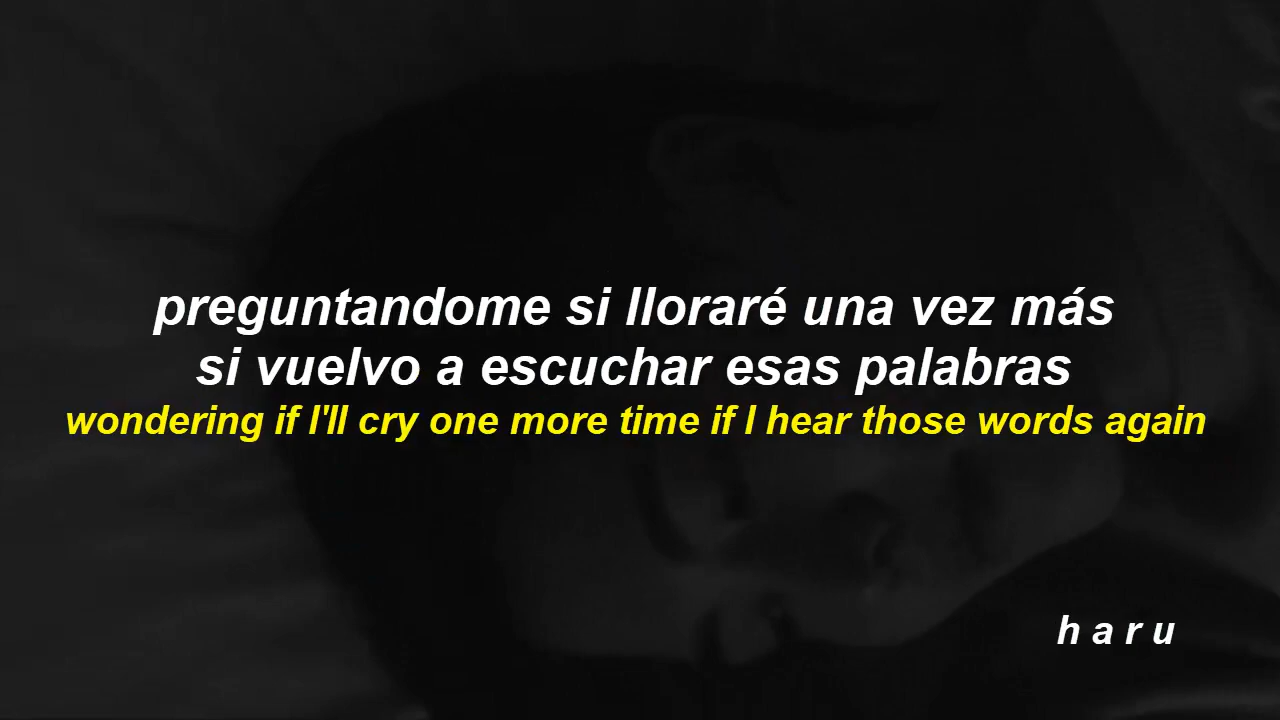 preguntandome si lloraré una vez más
si vuelvo a escuchar esas palabras
wondering if I'll cry one more time if I hear those words again
h a r u